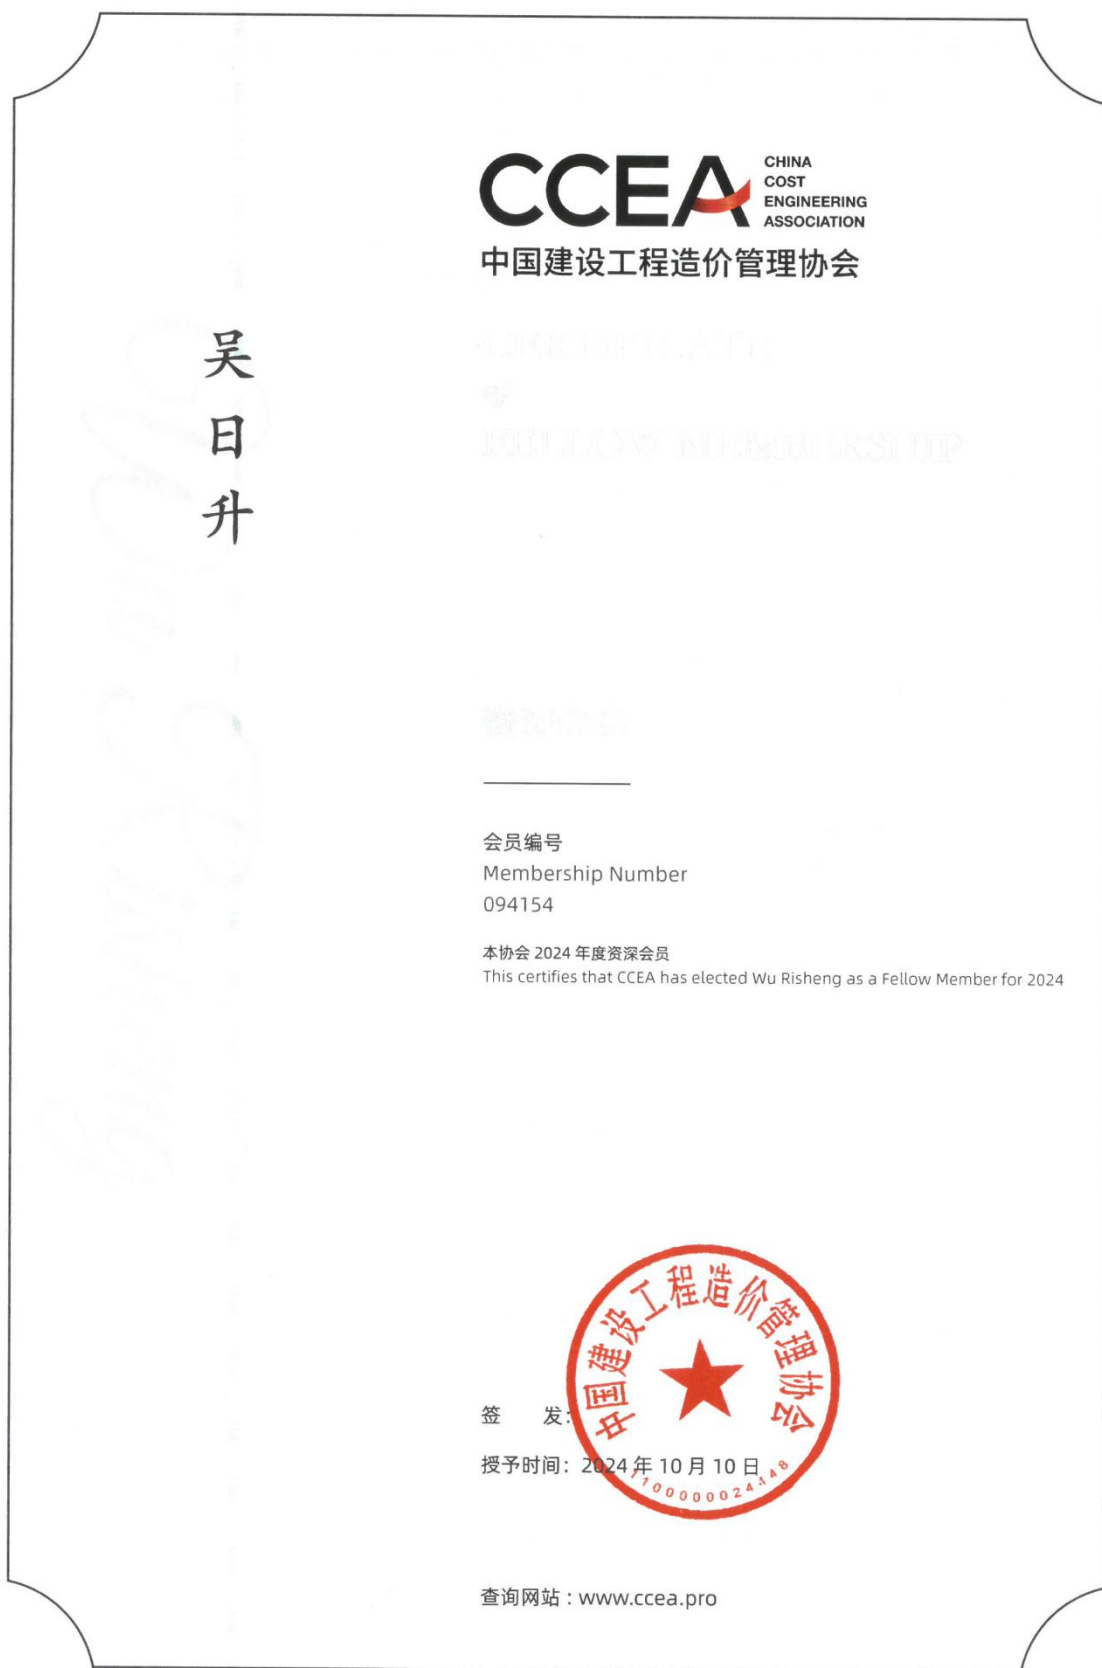 CCEA
CHINA
COST
ENGINEERING
ASSOCIATION
中国建设工程造价管理协会
吴日升
CERTIFICATE
FELLOW MEMBERSHIP
会员编号
Membership Number
094154
本协会 2024 年度资深会员
This certifies that CCEA has elected Wu Risheng as a Fellow Member for 2024
中国建设工程造价管理协会
签 发:
授予时间: 2024 年 10 月 10 日
查询网站 : www.ccea.pro